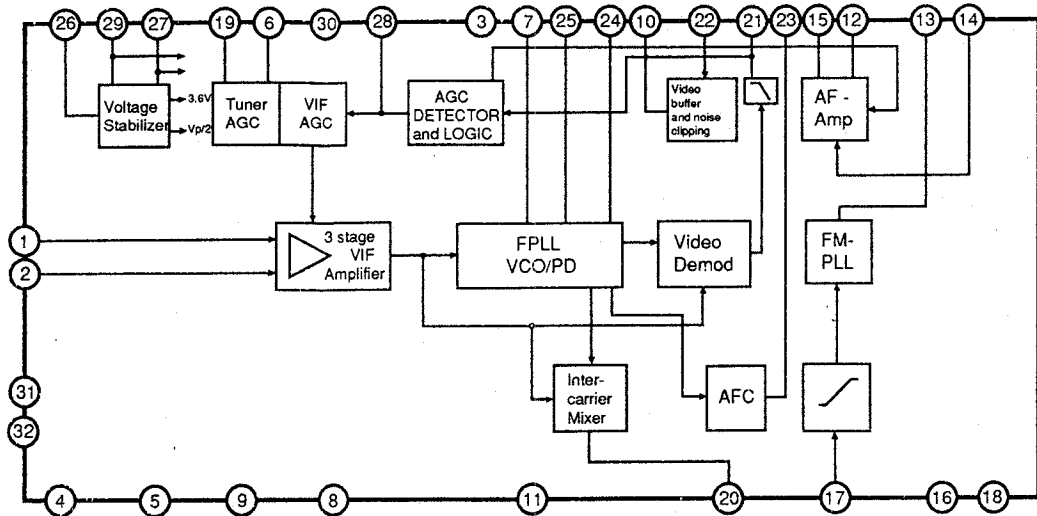 26 29 27 19 6 30 28 3 7 25 24 10 22 21 23 15 12 13 14
Voltage
Stabilizer
3.6V
Vp/2
Tuner
AGC
VIF
AGC
AGC
DETECTOR
and LOGIC
Video
buffer
and noise
clipping
AF -
Amp
1
2
3 stage
VIF
Amplifier
FPLL
VCO/PD
Video
Demod
FM-
PLL
31
32
Inter-
carrier
Mixer
AFC
4 5 9 8 11 20 17 16 18